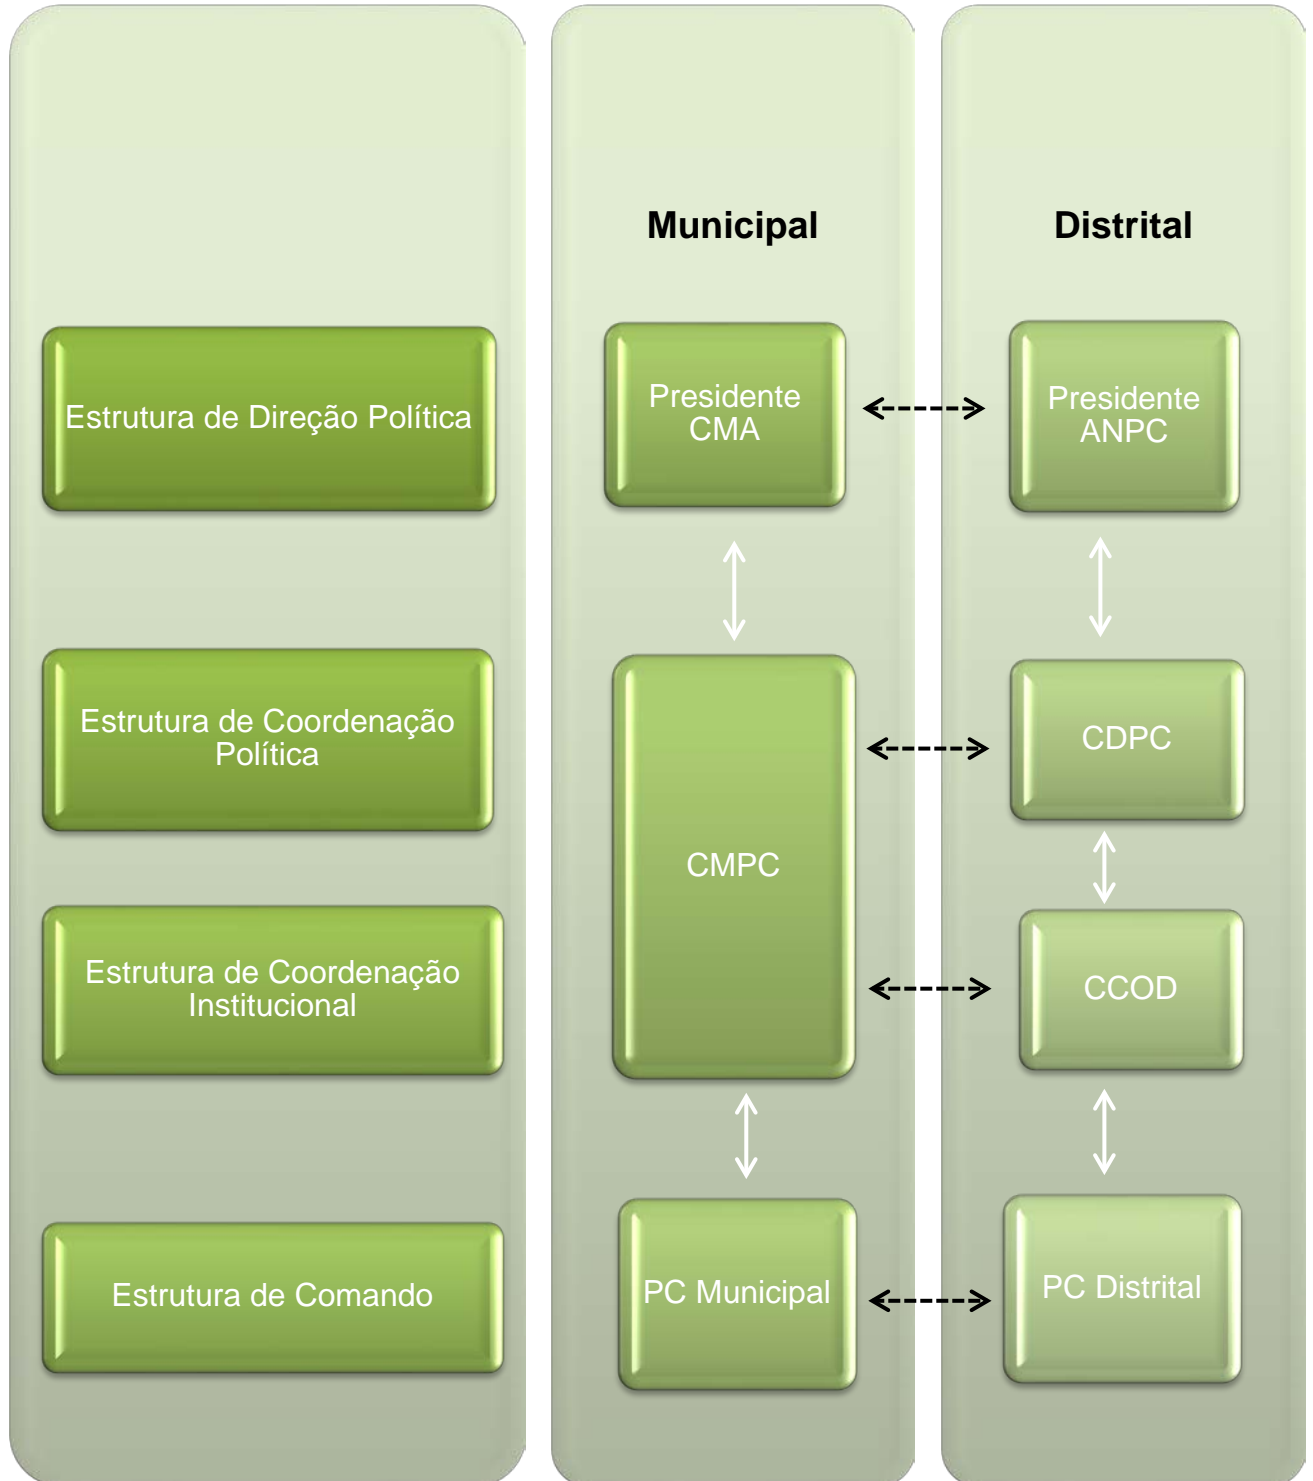 Municipal
Distrital
Estrutura de Direção Política
Presidente
CMA
Presidente
ANPC
Estrutura de Coordenação
Política
CMPC
CDPC
Estrutura de Coordenação
Institucional
CCOD
Estrutura de Comando
PC Municipal
PC Distrital